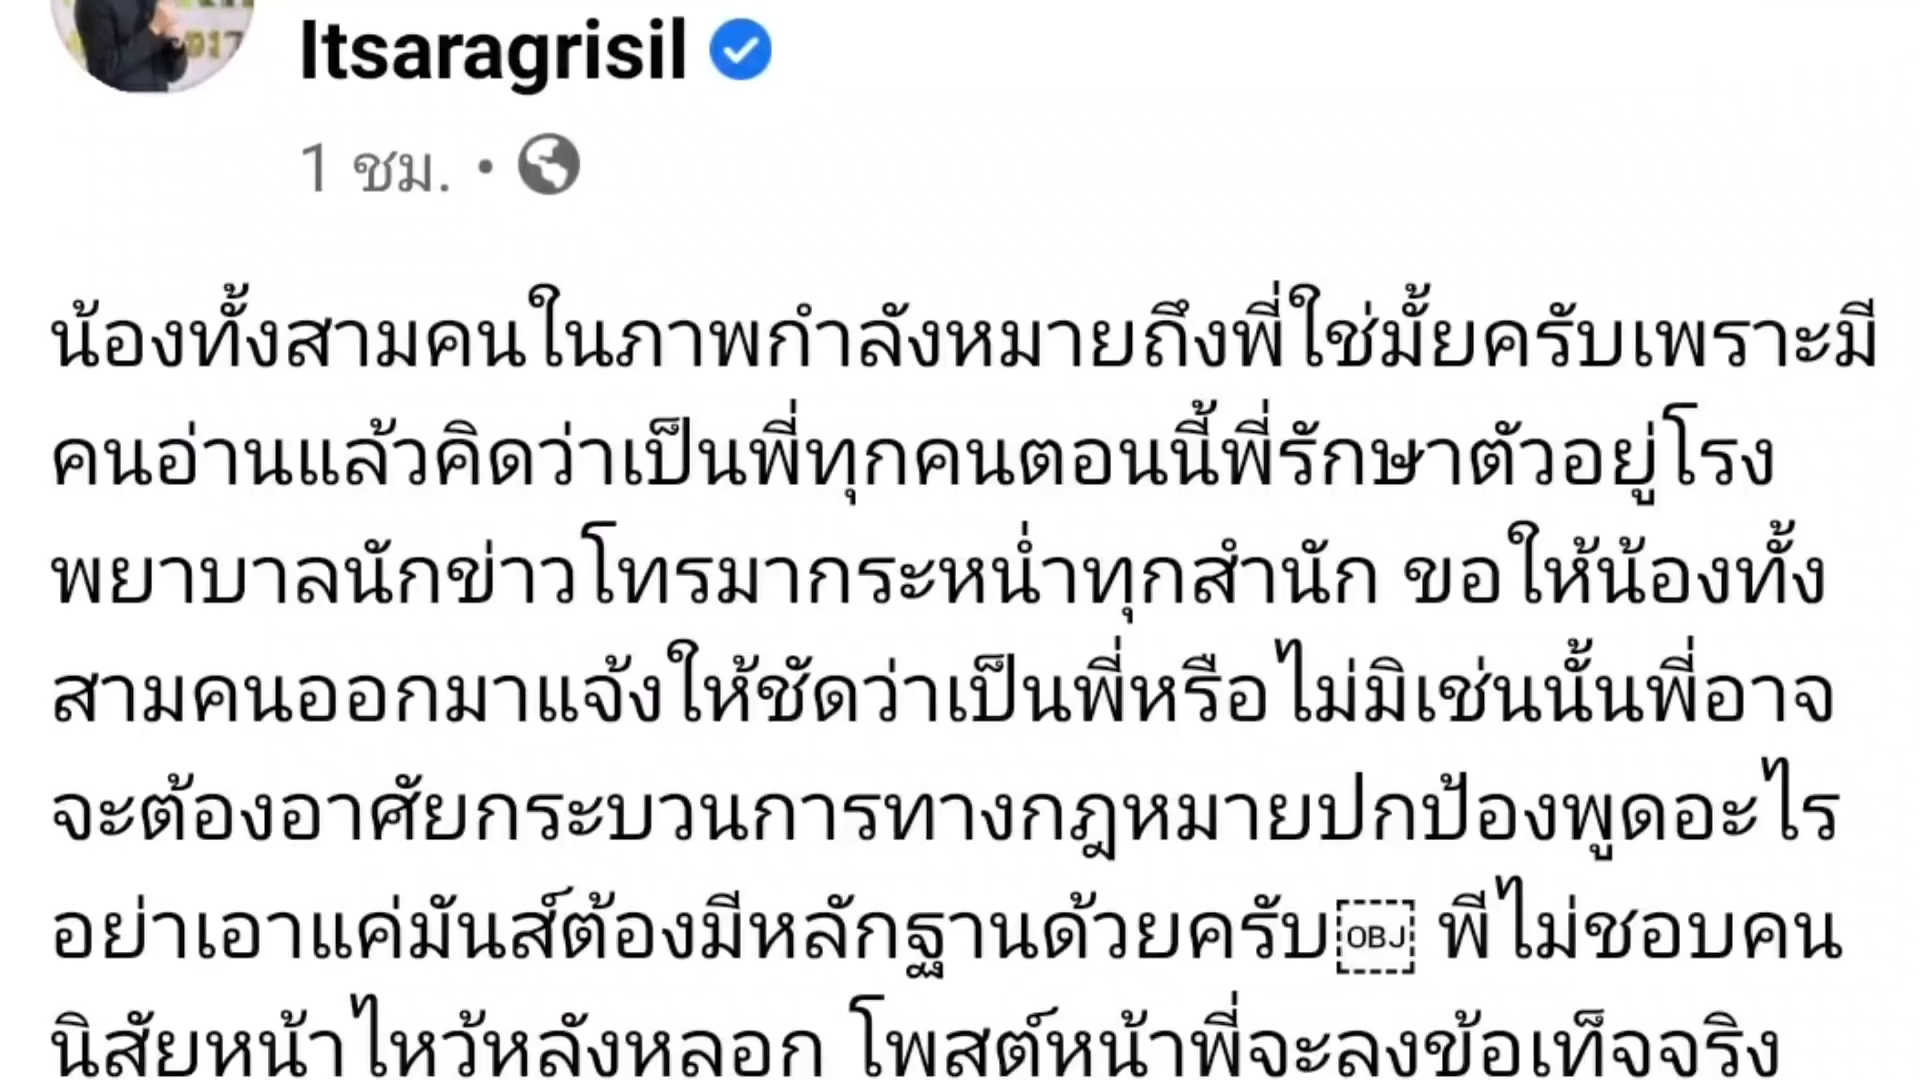 Itsaragrisil
1 ชม.
น้องทั้งสามคนในภาพกำลังหมายถึงพี่ใช่มั้ยครับเพราะมี
คนอ่านแล้วคิดว่าเป็นพี่ทุกคนตอนนี้พี่รักษาตัวอยู่โรง
พยาบาลนักข่าวโทรมากระหน่ำทุกสำนัก ขอให้น้องทั้ง
สามคนออกมาแจ้งให้ชัดว่าเป็นพี่หรือไม่มิเช่นนั้นพี่อาจ
จะต้องอาศัยกระบวนการทางกฎหมายปกป้องพูดอะไร
อย่าเอาแค่มันส์ต้องมีหลักฐานด้วยครับOBJ พีไม่ชอบคน
นิสัยหน้าไหว้หลังหลอก โพสต์หน้าพี่จะลงข้อเท็จจริง